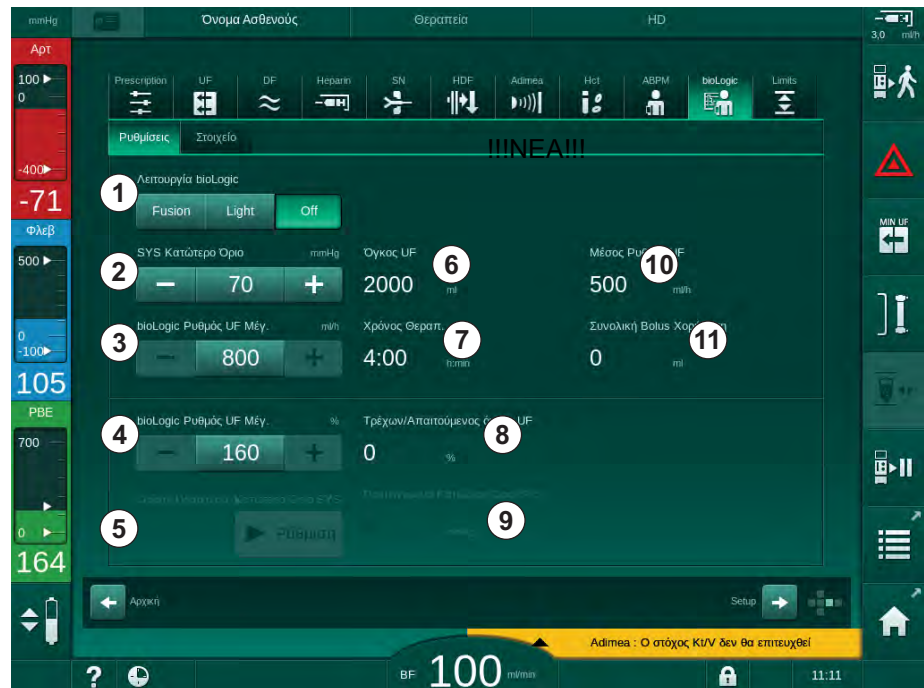 mmHg Όνομα Ασθενούς Θεραπεία HD
3,0 ml/h
Αρτ
100
0
-400
-71
Φλεβ
500
0
-100
105
PBE
700
0
164
Prescription UF DF Heparin SN HDF Adimea Hct ABPM bioLogic Limits
Ρυθμίσεις Στοιχείο
!!!NEA!!!
1 Λειτουργία bioLogic
Fusion Light Off
2 SYS Κατώτερο Όριο mmHg
70
Όγκος UF 6
2000 ml
Μέσος 10
500 ml/h
3 bioLogic Ρυθμός UF Μέγ. ml/h
800
Χρόνος Θεραπ. 7
4:00 h:min
Συνολική Bolus 11
0 ml
4 bioLogic Ρυθμός UF Μέγ. %
160
Τρέχων/Απαιτούμενος UF 8
0 %
5 Ρύθμιση
9
Αρχική
Setup
Adimea : Ο στόχος Kt/V δεν θα επιτευχθεί
MIN UF
? BF 100 ml/min 11:11